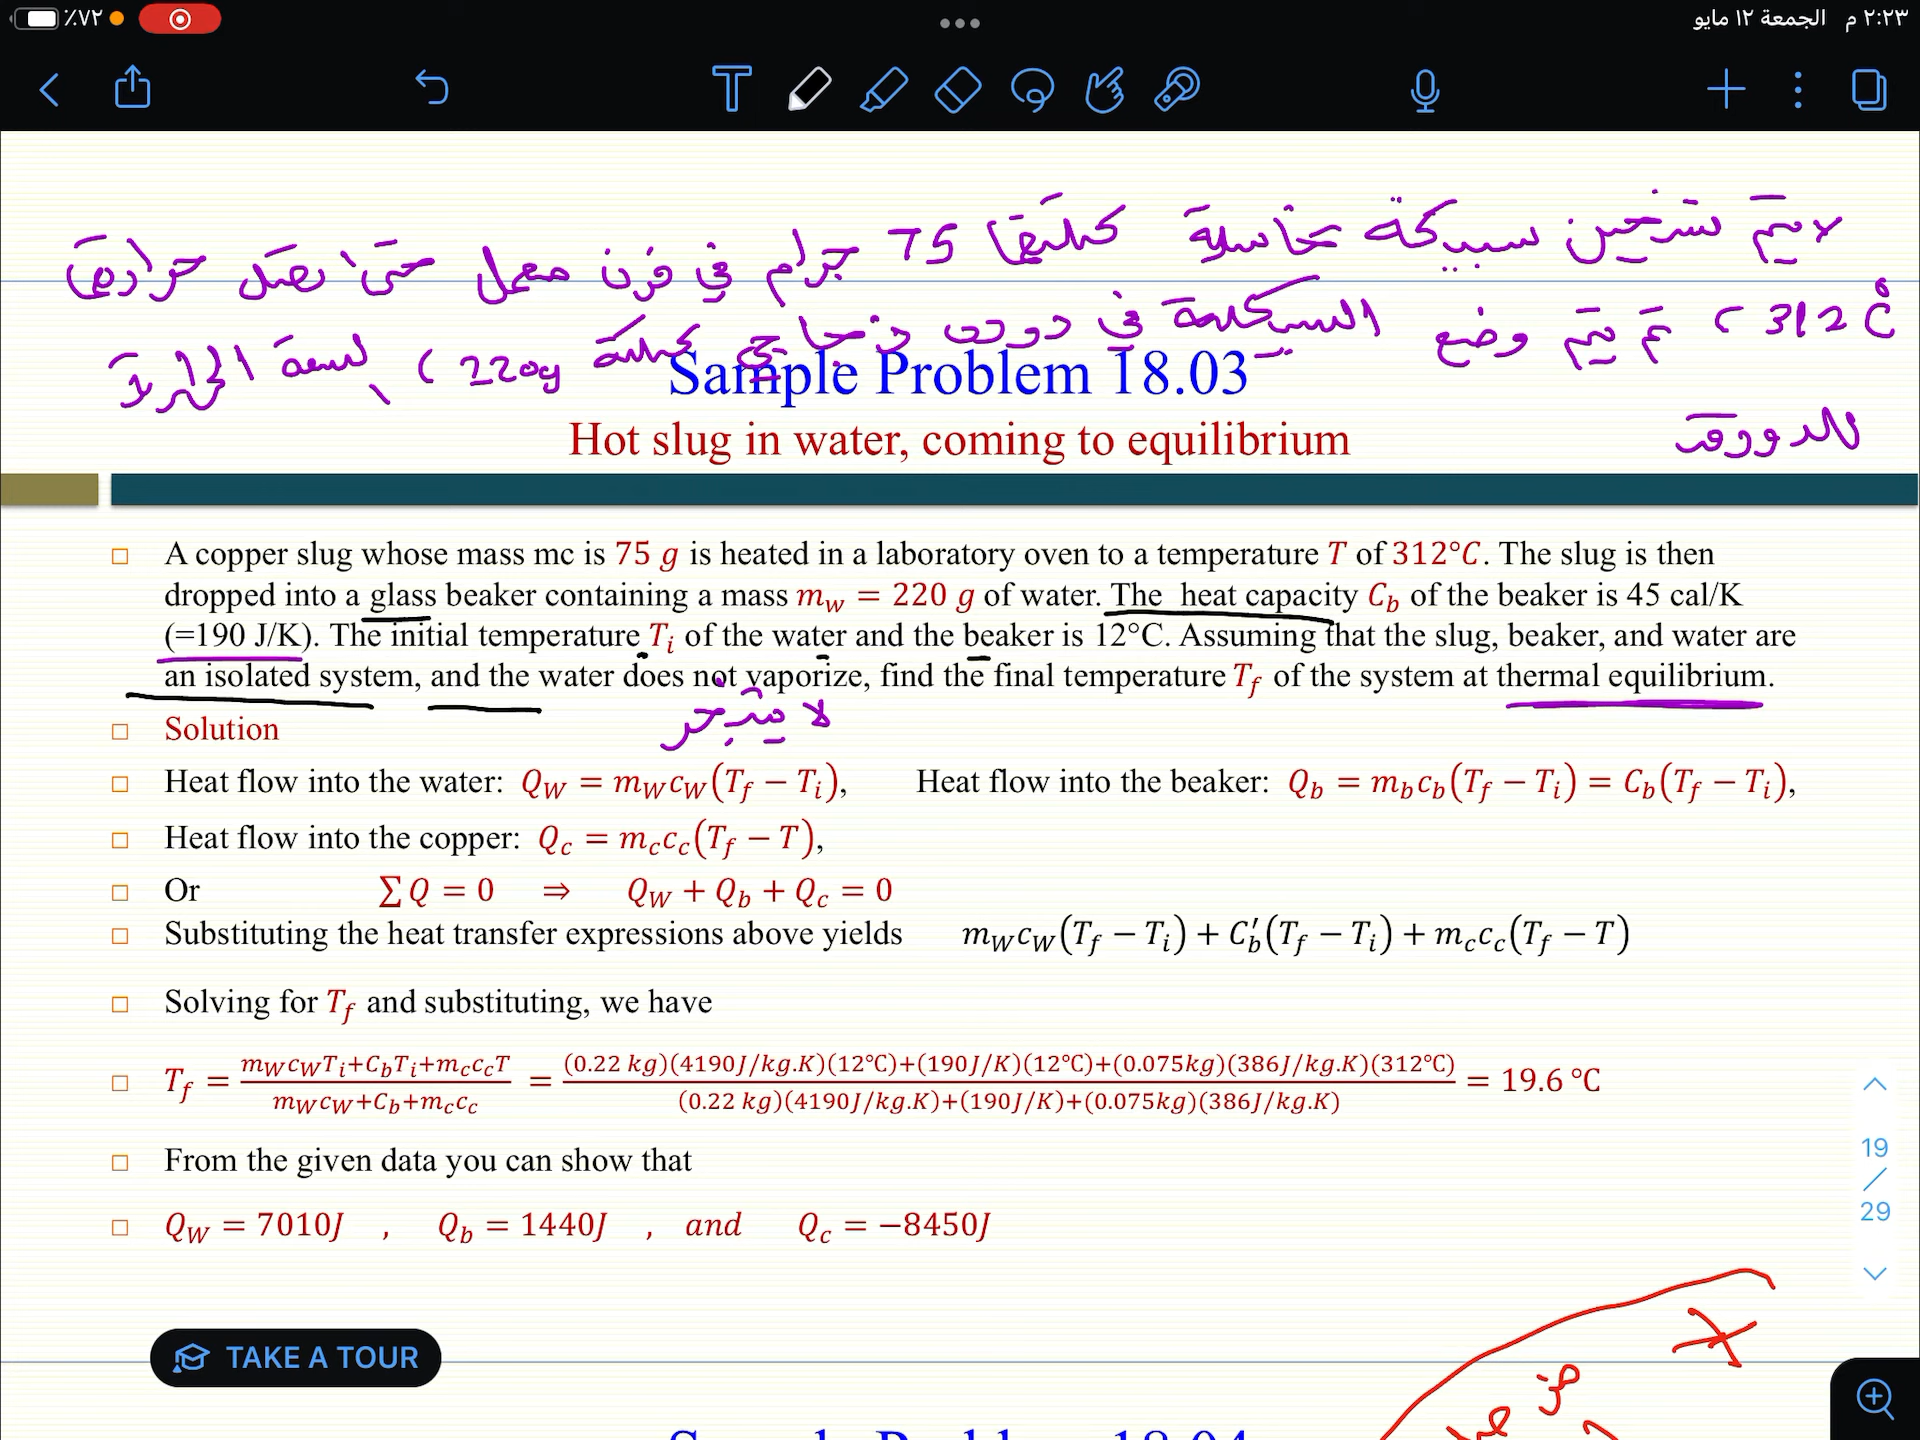 ٪٧٢
٢:٢٣ م الجمعة ١٢ مايو
يتم تسخين سبيكة نحاسية كتلتها 75 جرام في فرن معمل حتى تصل حرارتها
312 C° ، ثم يتم وضع السبيكة في دورق زجاجي كتلته 220g ) لسعة الحرارية
للدورق
Sample Problem 18.03
Hot slug in water, coming to equilibrium
A copper slug whose mass mc is 75 g is heated in a laboratory oven to a temperature T of 312°C. The slug is then
dropped into a glass beaker containing a mass m_w = 220 g of water. The heat capacity C_b of the beaker is 45 cal/K
(=190 J/K). The initial temperature T_i of the water and the beaker is 12°C. Assuming that the slug, beaker, and water are
an isolated system, and the water does not vaporize, find the final temperature T_f of the system at thermal equilibrium.
لا يتبخر
Solution
Heat flow into the water: Q_W = m_W c_W (T_f − T_i), Heat flow into the beaker: Q_b = m_b c_b (T_f − T_i) = C_b (T_f − T_i),
Heat flow into the copper: Q_c = m_c c_c (T_f − T),
Or ∑Q = 0 ⇒ Q_W + Q_b + Q_c = 0
Substituting the heat transfer expressions above yields m_W c_W (T_f − T_i) + C_b′ (T_f − T_i) + m_c c_c (T_f − T)
Solving for T_f and substituting, we have
T_f = (m_W c_W T_i + C_b T_i + m_c c_c T) / (m_W c_W + C_b + m_c c_c) = ((0.22 kg)(4190J/kg.K)(12°C)+(190J/K)(12°C)+(0.075kg)(386J/kg.K)(312°C)) / ((0.22 kg)(4190J/kg.K)+(190J/K)+(0.075kg)(386J/kg.K)) = 19.6 °C
From the given data you can show that
Q_W = 7010J , Q_b = 1440J , and Q_c = −8450J
19
/
29
TAKE A TOUR
Sample Problem 18.04